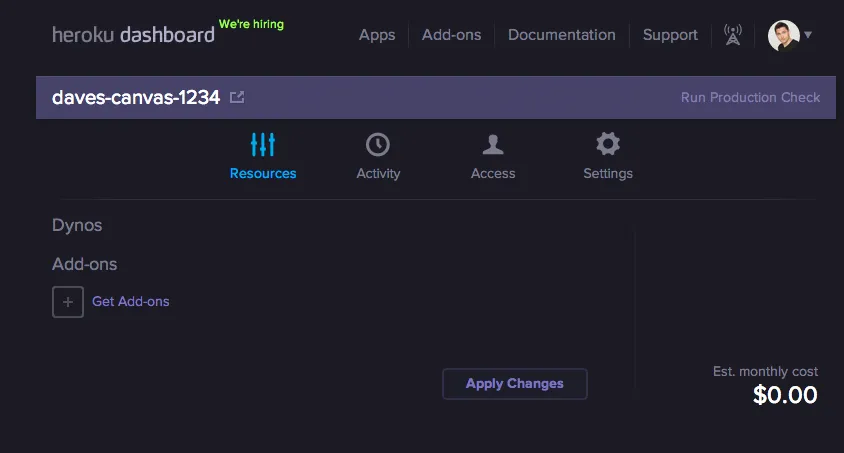 heroku dashboard We're hiring Apps Add-ons Documentation Support
daves-canvas-1234 Run Production Check
Resources Activity Access Settings
Dynos
Add-ons
+ Get Add-ons
Apply Changes
Est. monthly cost
$0.00